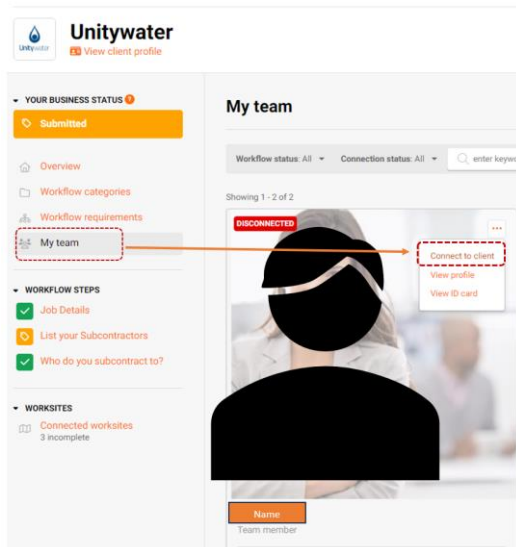 Unitywater
Unitywater
View client profile
YOUR BUSINESS STATUS ?
Submitted
Overview
Workflow categories
Workflow requirements
My team
WORKFLOW STEPS
Job Details
List your Subcontractors
Who do you subcontract to?
WORKSITES
Connected worksites
3 incomplete
My team
Workflow status: All Connection status: All enter keywo
Showing 1 - 2 of 2
DISCONNECTED
...
Connect to client
View profile
View ID card
Name
Team member